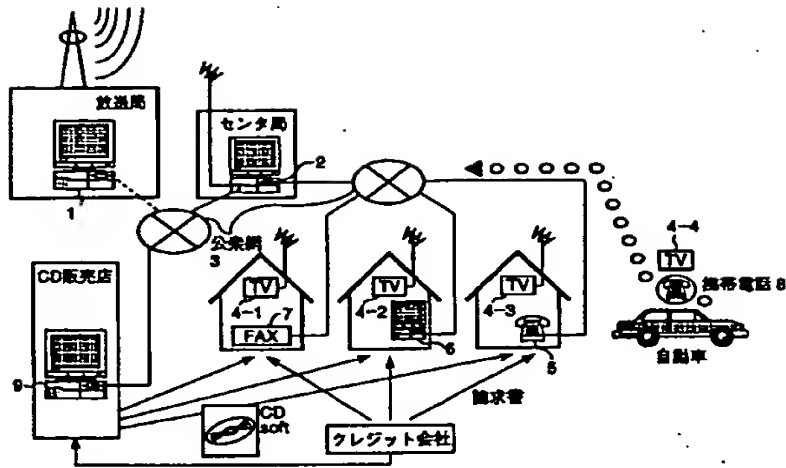 放送局
1
センタ局
2
公衆網
3
CD販売店
9
TV
4-1
7
FAX
TV
4-2
6
TV
4-3
5
4-4
TV
携帯電話 8
自動車
請求書
CD
soft
クレジット会社